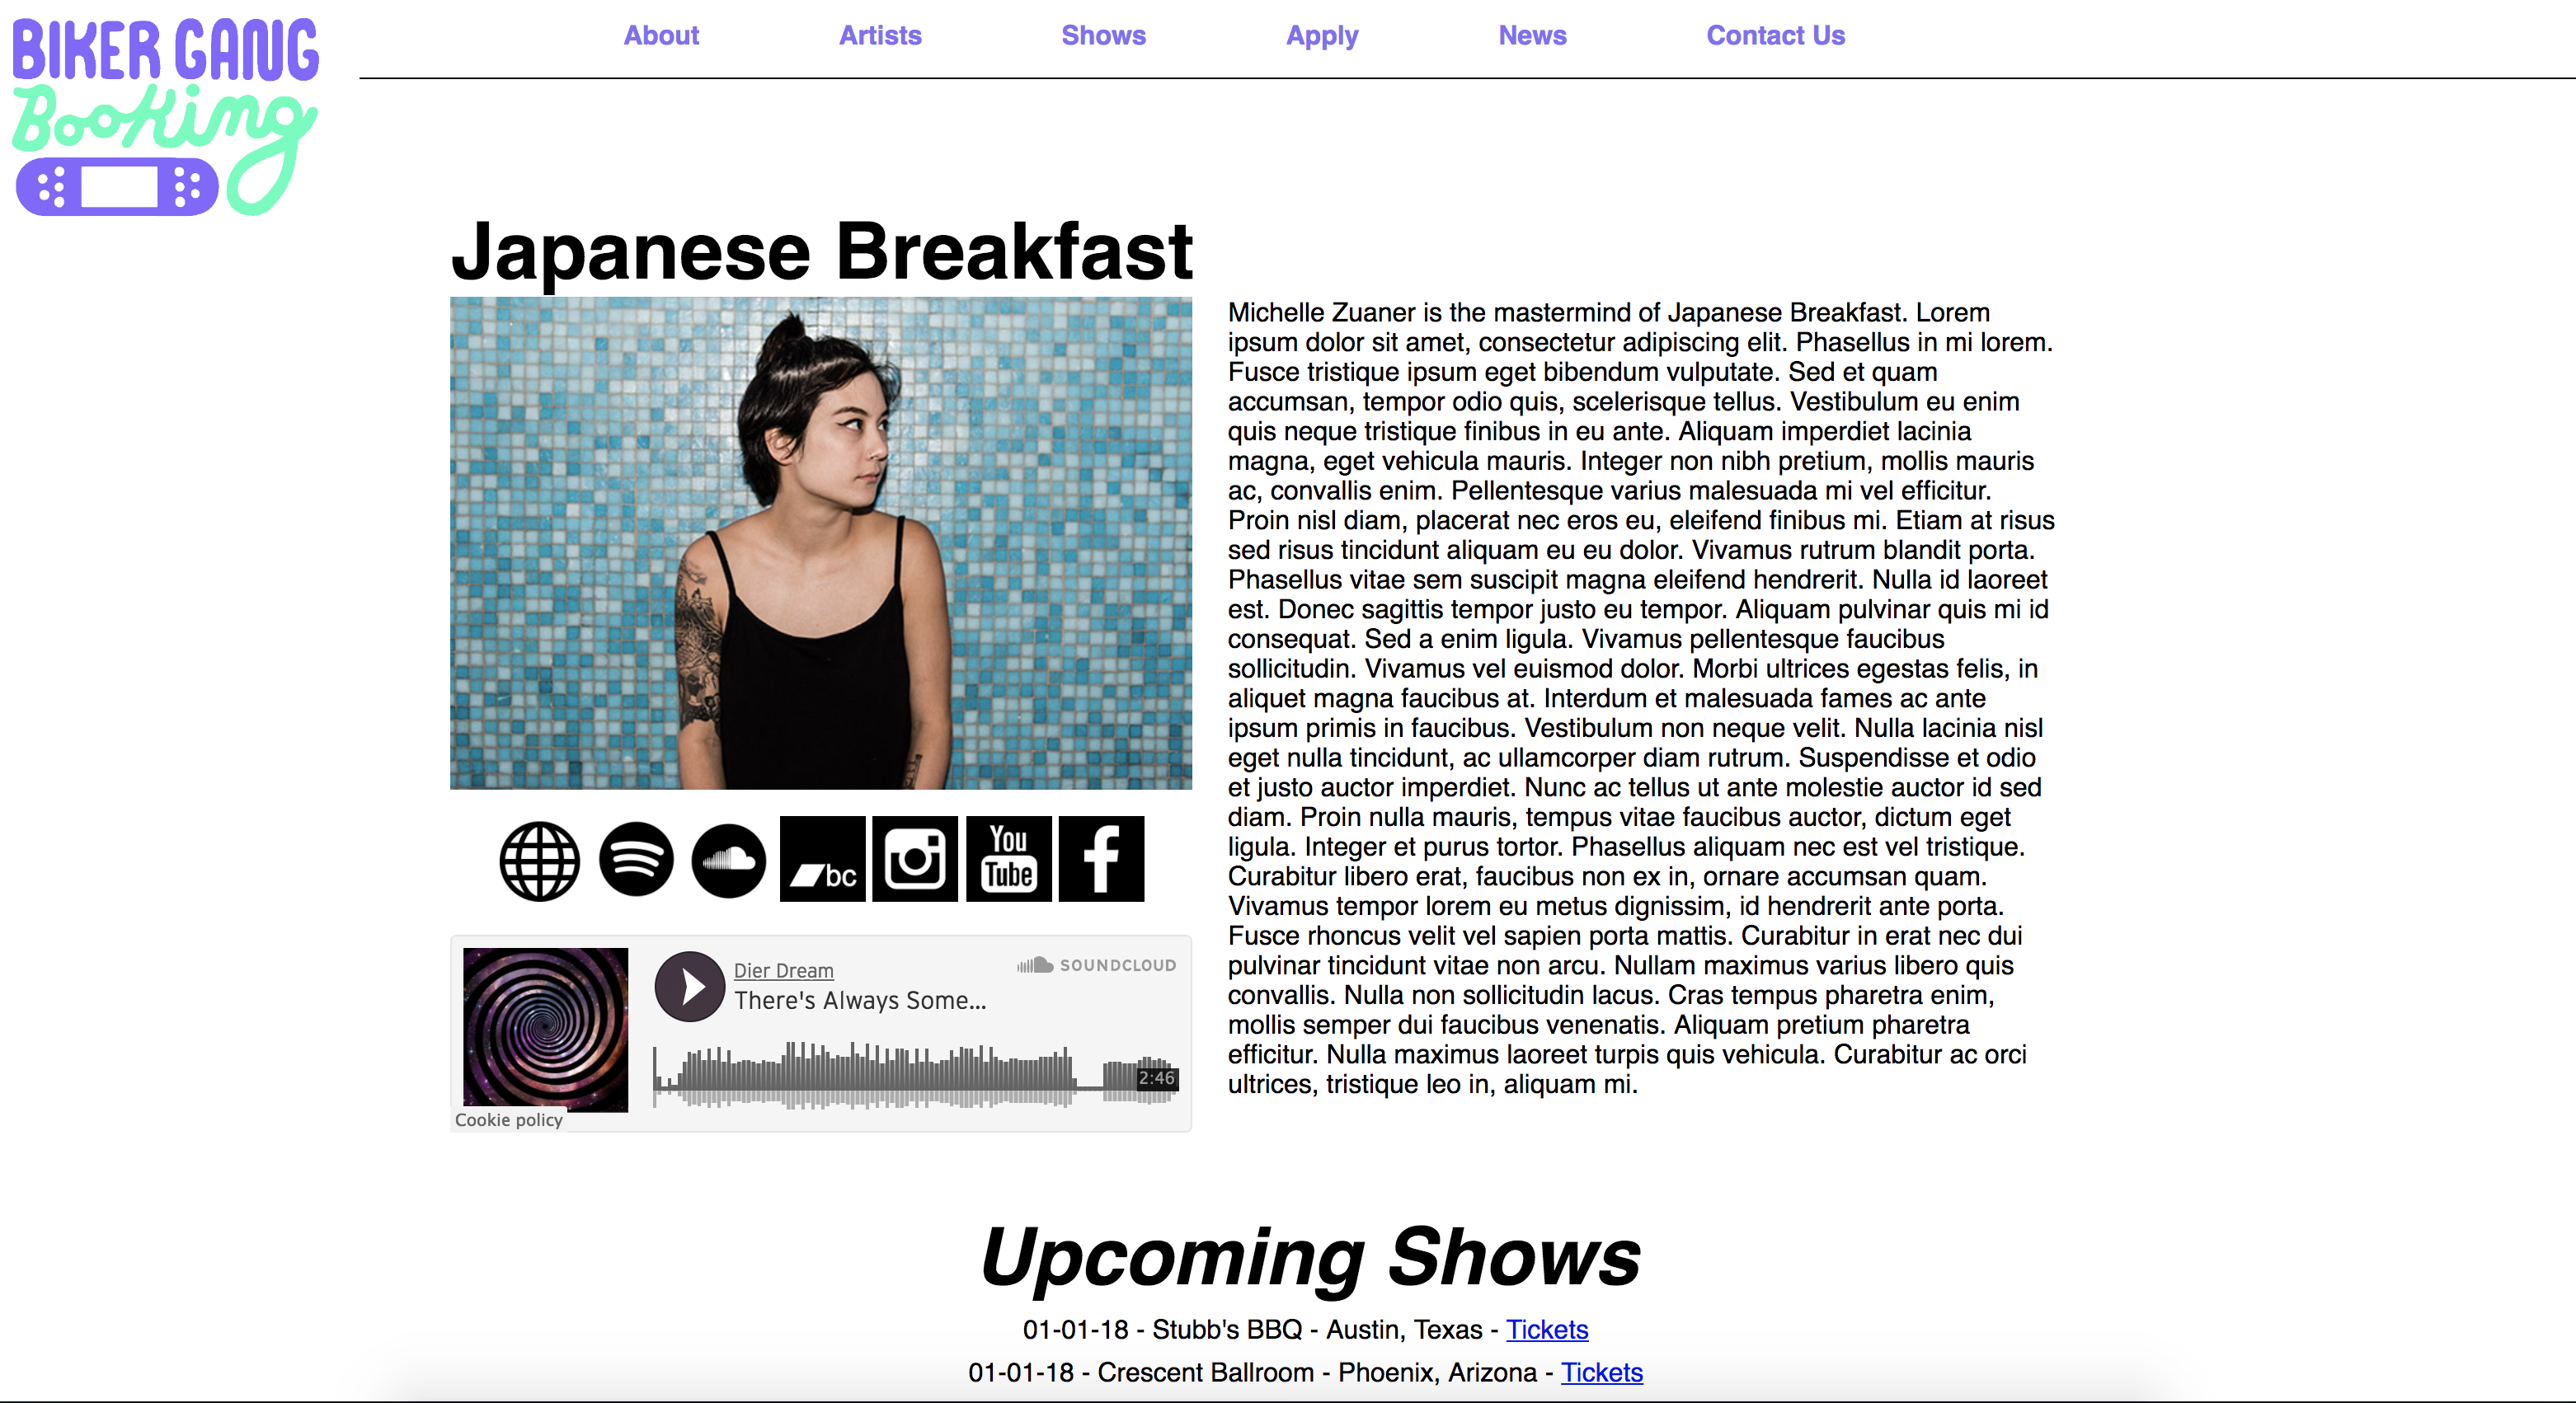 BIKER GANG
Booking
About Artists Shows Apply News Contact Us
Japanese Breakfast
Michelle Zuaner is the mastermind of Japanese Breakfast. Lorem
ipsum dolor sit amet, consectetur adipiscing elit. Phasellus in mi lorem.
Fusce tristique ipsum eget bibendum vulputate. Sed et quam
accumsan, tempor odio quis, scelerisque tellus. Vestibulum eu enim
quis neque tristique finibus in eu ante. Aliquam imperdiet lacinia
magna, eget vehicula mauris. Integer non nibh pretium, mollis mauris
ac, convallis enim. Pellentesque varius malesuada mi vel efficitur.
Proin nisl diam, placerat nec eros eu, eleifend finibus mi. Etiam at risus
sed risus tincidunt aliquam eu eu dolor. Vivamus rutrum blandit porta.
Phasellus vitae sem suscipit magna eleifend hendrerit. Nulla id laoreet
est. Donec sagittis tempor justo eu tempor. Aliquam pulvinar quis mi id
consequat. Sed a enim ligula. Vivamus pellentesque faucibus
sollicitudin. Vivamus vel euismod dolor. Morbi ultrices egestas felis, in
aliquet magna faucibus at. Interdum et malesuada fames ac ante
ipsum primis in faucibus. Vestibulum non neque velit. Nulla lacinia nisl
eget nulla tincidunt, ac ullamcorper diam rutrum. Suspendisse et odio
et justo auctor imperdiet. Nunc ac tellus ut ante molestie auctor id sed
diam. Proin nulla mauris, tempus vitae faucibus auctor, dictum eget
ligula. Integer et purus tortor. Phasellus aliquam nec est vel tristique.
Curabitur libero erat, faucibus non ex in, ornare accumsan quam.
Vivamus tempor lorem eu metus dignissim, id hendrerit ante porta.
Fusce rhoncus velit vel sapien porta mattis. Curabitur in erat nec dui
pulvinar tincidunt vitae non arcu. Nullam maximus varius libero quis
convallis. Nulla non sollicitudin lacus. Cras tempus pharetra enim,
mollis semper dui faucibus venenatis. Aliquam pretium pharetra
efficitur. Nulla maximus laoreet turpis quis vehicula. Curabitur ac orci
ultrices, tristique leo in, aliquam mi.
bc
You
Tube
f
Dier Dream
SOUNDCLOUD
There's Always Some...
2:46
Cookie policy
Upcoming Shows
01-01-18 - Stubb's BBQ - Austin, Texas - Tickets
01-01-18 - Crescent Ballroom - Phoenix, Arizona - Tickets